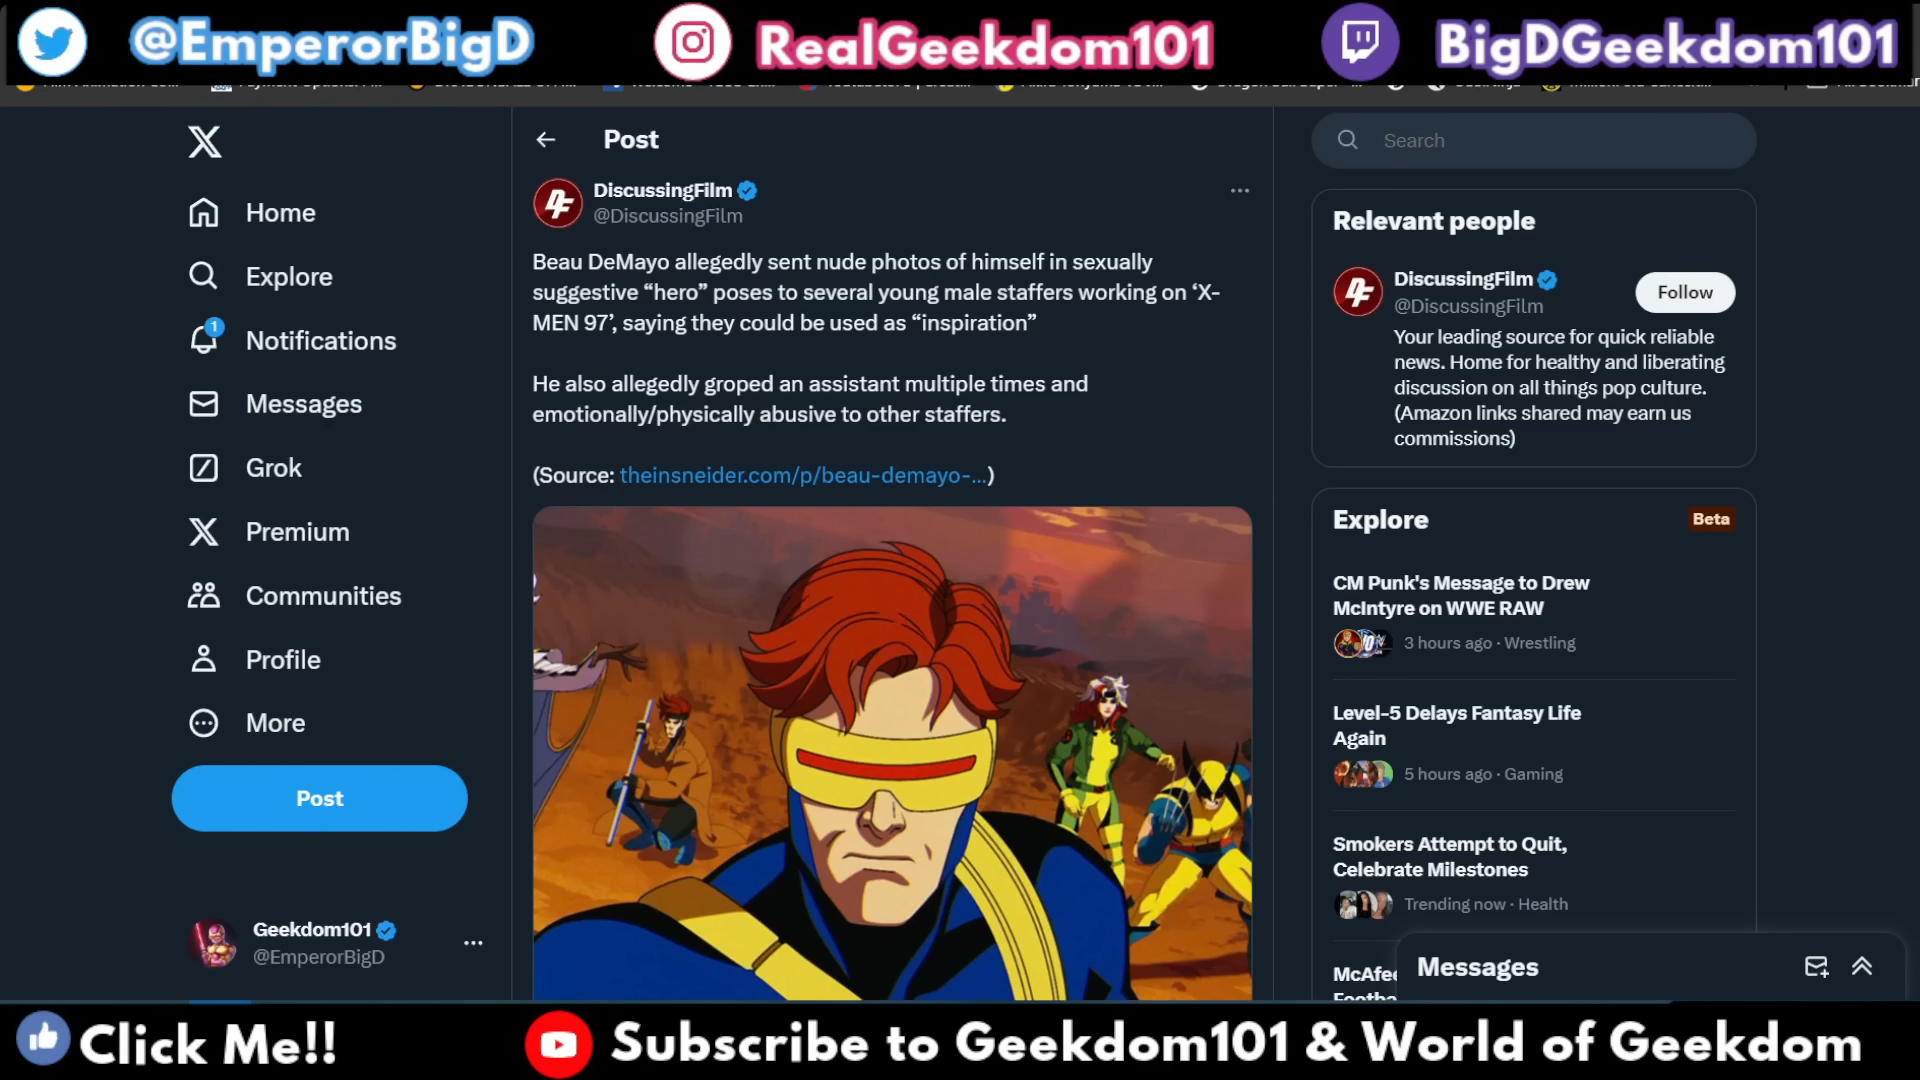 @EmperorBigD
RealGeekdom101
BigDGeekdom101
Post
Home
Explore
Notifications
1
Messages
Grok
Premium
Communities
Profile
More
Post
Geekdom101
@EmperorBigD
DiscussingFilm
@DiscussingFilm
Beau DeMayo allegedly sent nude photos of himself in sexually
suggestive “hero” poses to several young male staffers working on ‘X-
MEN 97’, saying they could be used as “inspiration”
He also allegedly groped an assistant multiple times and
emotionally/physically abusive to other staffers.
(Source: theinsneider.com/p/beau-demayo-...)
Search
Relevant people
DiscussingFilm
@DiscussingFilm
Follow
Your leading source for quick reliable
news. Home for healthy and liberating
discussion on all things pop culture.
(Amazon links shared may earn us
commissions)
Explore
Beta
CM Punk's Message to Drew
McIntyre on WWE RAW
3 hours ago · Wrestling
Level-5 Delays Fantasy Life
Again
5 hours ago · Gaming
Smokers Attempt to Quit,
Celebrate Milestones
Trending now · Health
Messages
Click Me!!
Subscribe to Geekdom101 & World of Geekdom